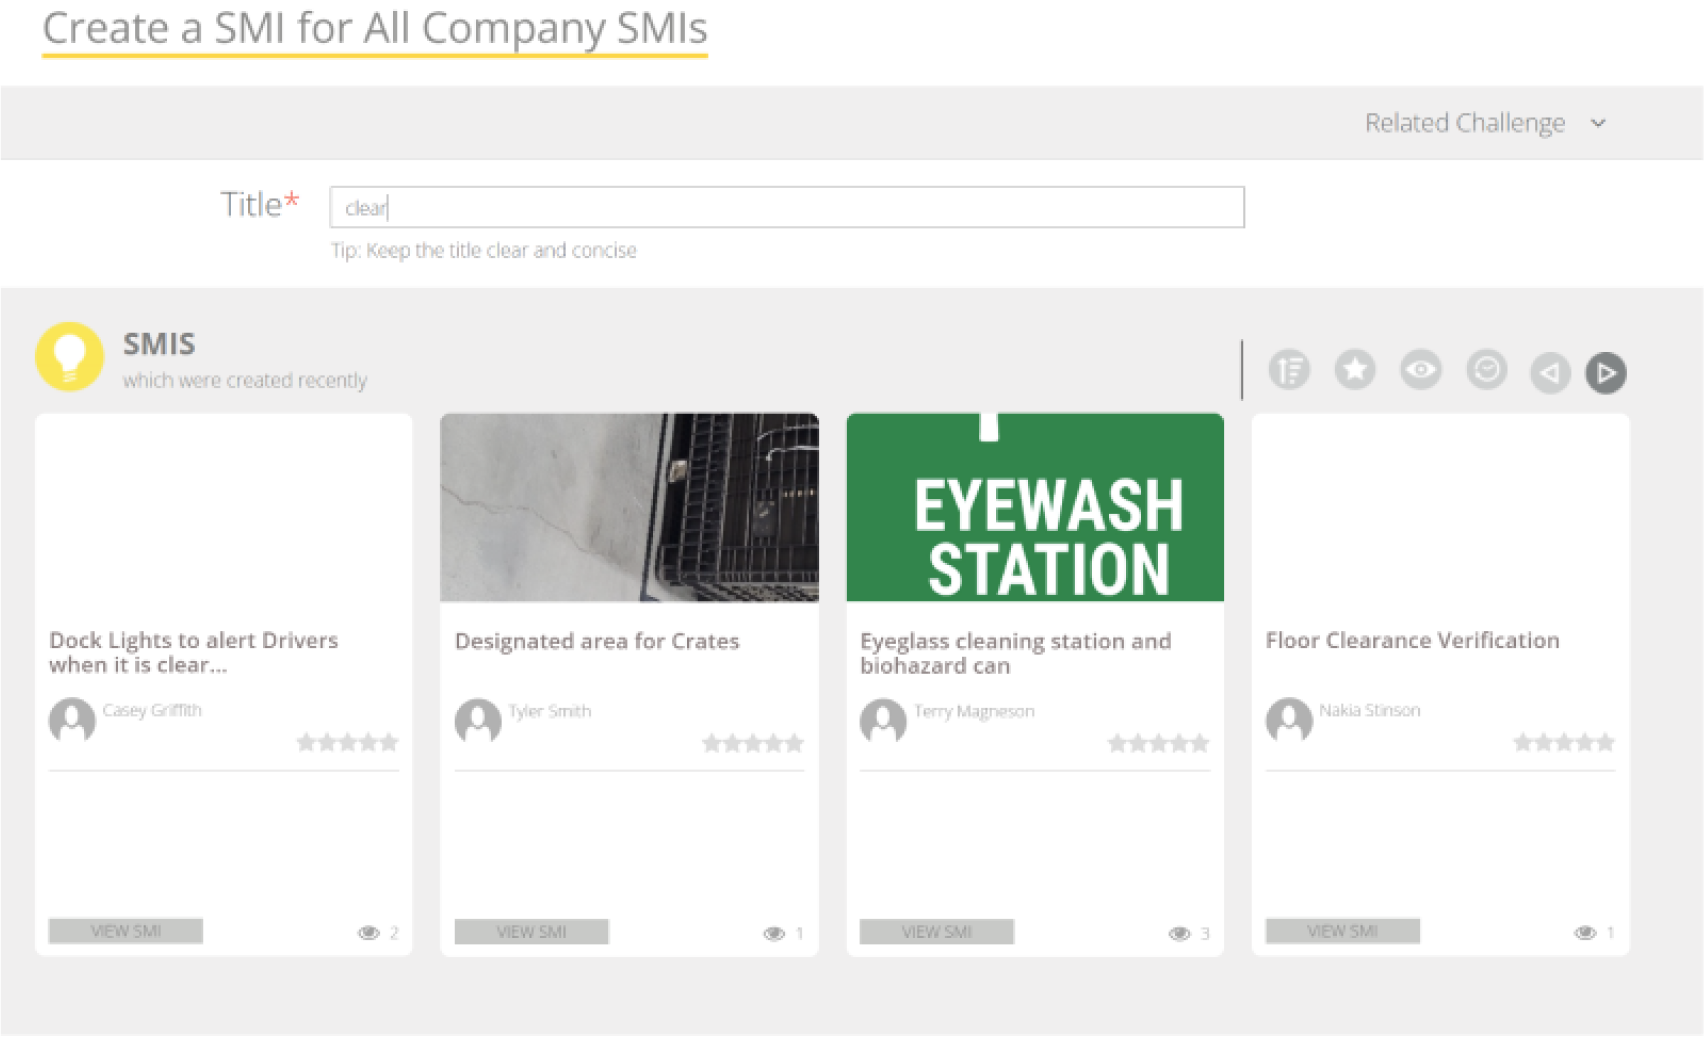 Create a SMI for All Company SMIs
Related Challenge
Title*
clear
Tip: Keep the title clear and concise
SMIS
which were created recently
EYEWASH
STATION
Dock Lights to alert Drivers
when it is clear...
Casey Griffith
VIEW SMI
2
Designated area for Crates
Tyler Smith
VIEW SMI
1
Eyeglass cleaning station and
biohazard can
Terry Magneson
VIEW SMI
3
Floor Clearance Verification
Nakia Stinson
VIEW SMI
1